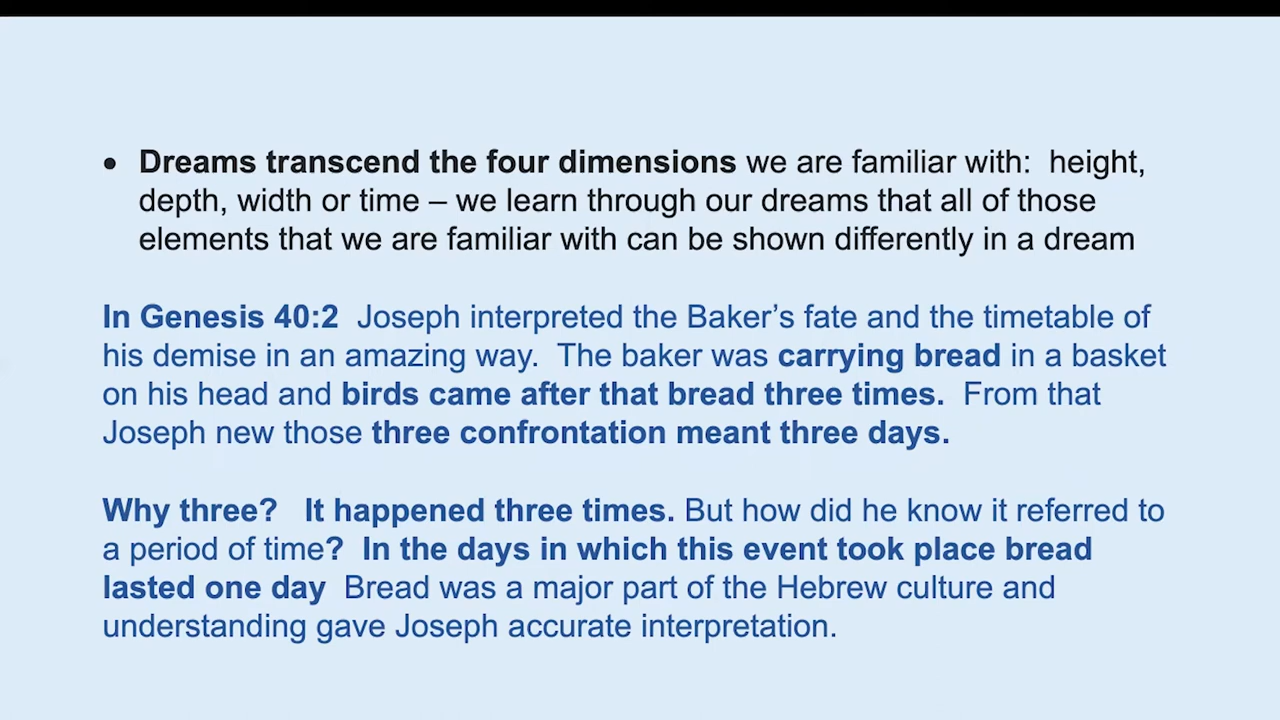 • Dreams transcend the four dimensions we are familiar with:  height,
depth, width or time – we learn through our dreams that all of those
elements that we are familiar with can be shown differently in a dream
In Genesis 40:2  Joseph interpreted the Baker’s fate and the timetable of
his demise in an amazing way.  The baker was carrying bread in a basket
on his head and birds came after that bread three times.  From that
Joseph new those three confrontation meant three days.
Why three?   It happened three times. But how did he know it referred to
a period of time?  In the days in which this event took place bread
lasted one day  Bread was a major part of the Hebrew culture and
understanding gave Joseph accurate interpretation.